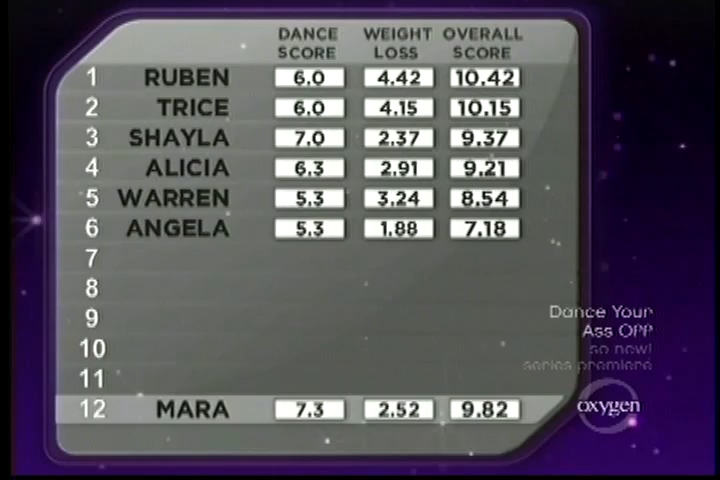 DANCE SCORE WEIGHT LOSS OVERALL SCORE
1 RUBEN 6.0 4.42 10.42
2 TRICE 6.0 4.15 10.15
3 SHAYLA 7.0 2.37 9.37
4 ALICIA 6.3 2.91 9.21
5 WARREN 5.3 3.24 8.54
6 ANGELA 5.3 1.88 7.18
7
8
9
10
11
12 MARA 7.3 2.52 9.82
Dance Your
Ass OFF
so new!
series premiere
oxygen